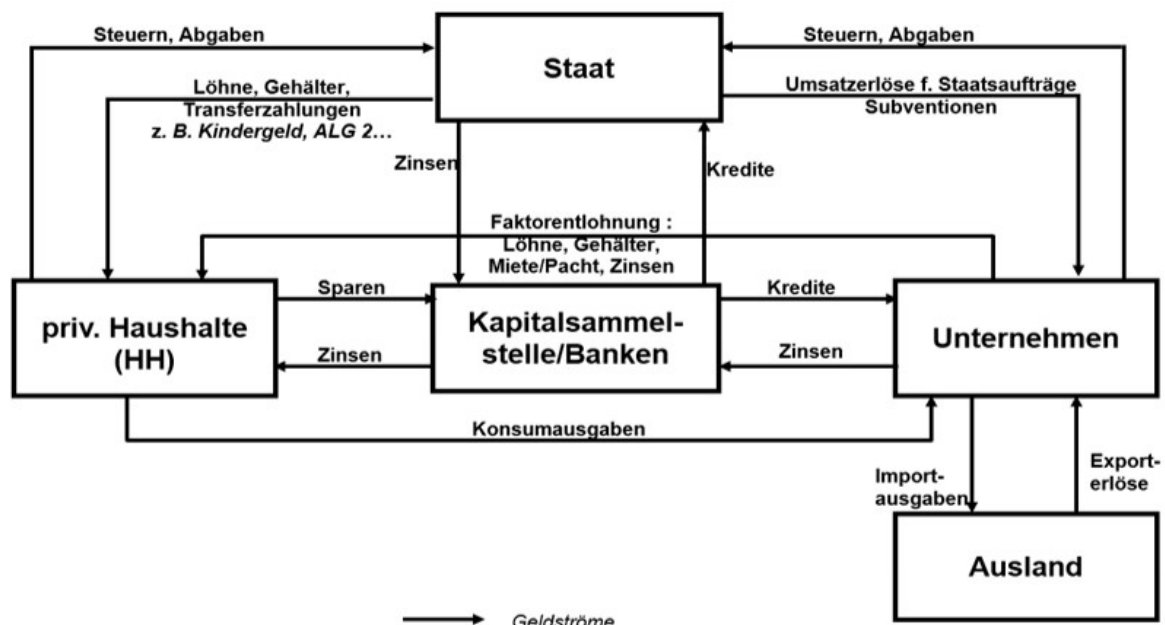 Steuern, Abgaben
Staat
Steuern, Abgaben
Löhne, Gehälter,
Transferzahlungen
z. B. Kindergeld, ALG 2…
Umsatzerlöse f. Staatsaufträge
Subventionen
Zinsen
Kredite
Faktorentlohnung :
Löhne, Gehälter,
Miete/Pacht, Zinsen
priv. Haushalte
(HH)
Sparen
Zinsen
Kapitalsammel-
stelle/Banken
Kredite
Zinsen
Unternehmen
Konsumausgaben
Import-
ausgaben
Export-
erlöse
Ausland
Geldströme